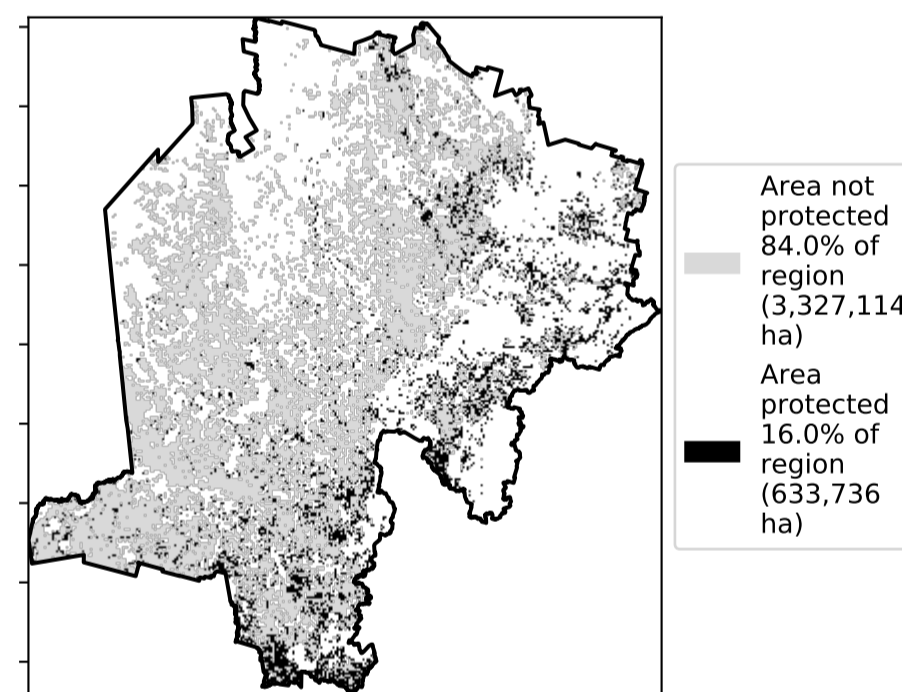 Area not
protected
84.0% of
region
(3,327,114
ha)
Area
protected
16.0% of
region
(633,736
ha)